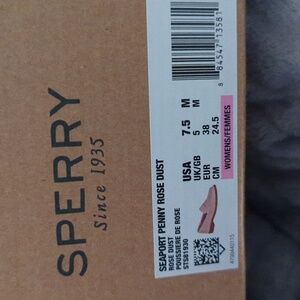 SPERRY
Since 1935
SEAPORT PENNY ROSE DUST
ROSE DUST
POUSSIERE DE ROSE
STS81930
USA 7.5 M
UK/GB 5 M
EUR 38
CM 24.5
WOMENS/FEMMES